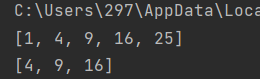 C:\Users\297\AppData\Loca
[1, 4, 9, 16, 25]
[4, 9, 16]